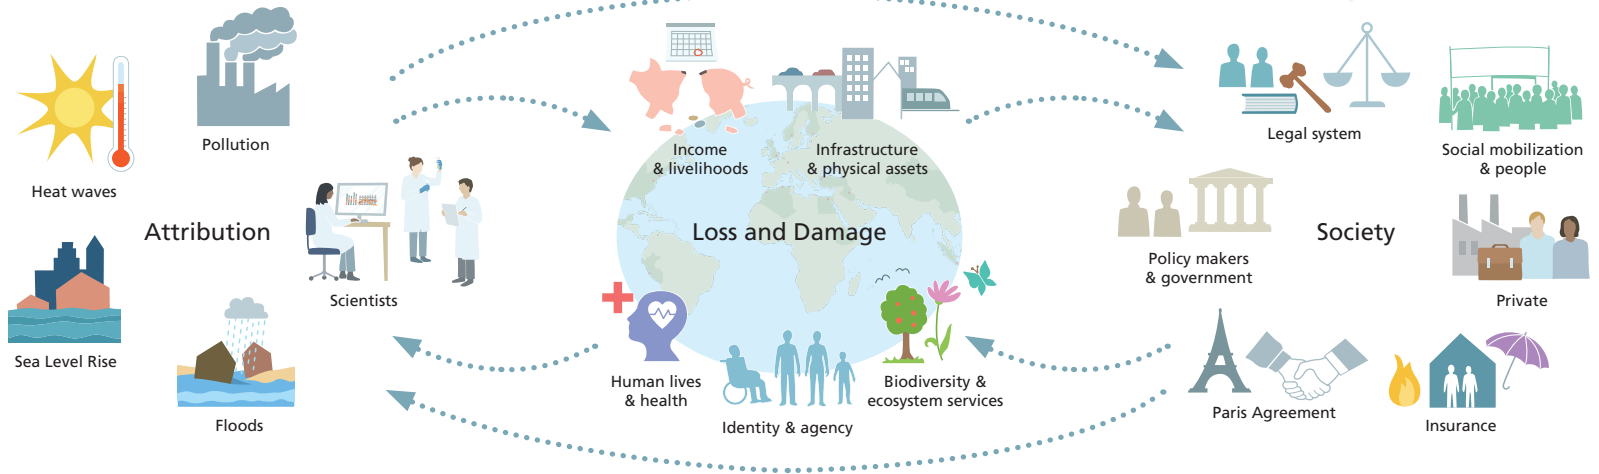 Heat waves
Pollution
Attribution
Scientists
Sea Level Rise
Floods
Income
& livelihoods
Infrastructure
& physical assets
Loss and Damage
Human lives
& health
Identity & agency
Biodiversity &
ecosystem services
Legal system
Social mobilization
& people
Policy makers
& government
Society
Private
Paris Agreement
Insurance